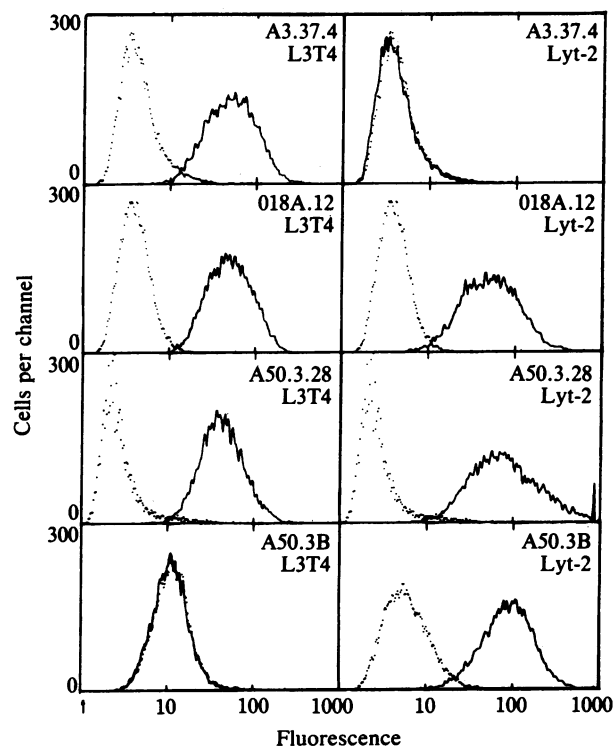 300
A3.37.4
L3T4
A3.37.4
Lyt-2
0
300
018A.12
L3T4
018A.12
Lyt-2
0
300
A50.3.28
L3T4
A50.3.28
Lyt-2
0
300
A50.3B
L3T4
A50.3B
Lyt-2
0
Cells per channel
1 10 100 1000 10 100 1000
Fluorescence